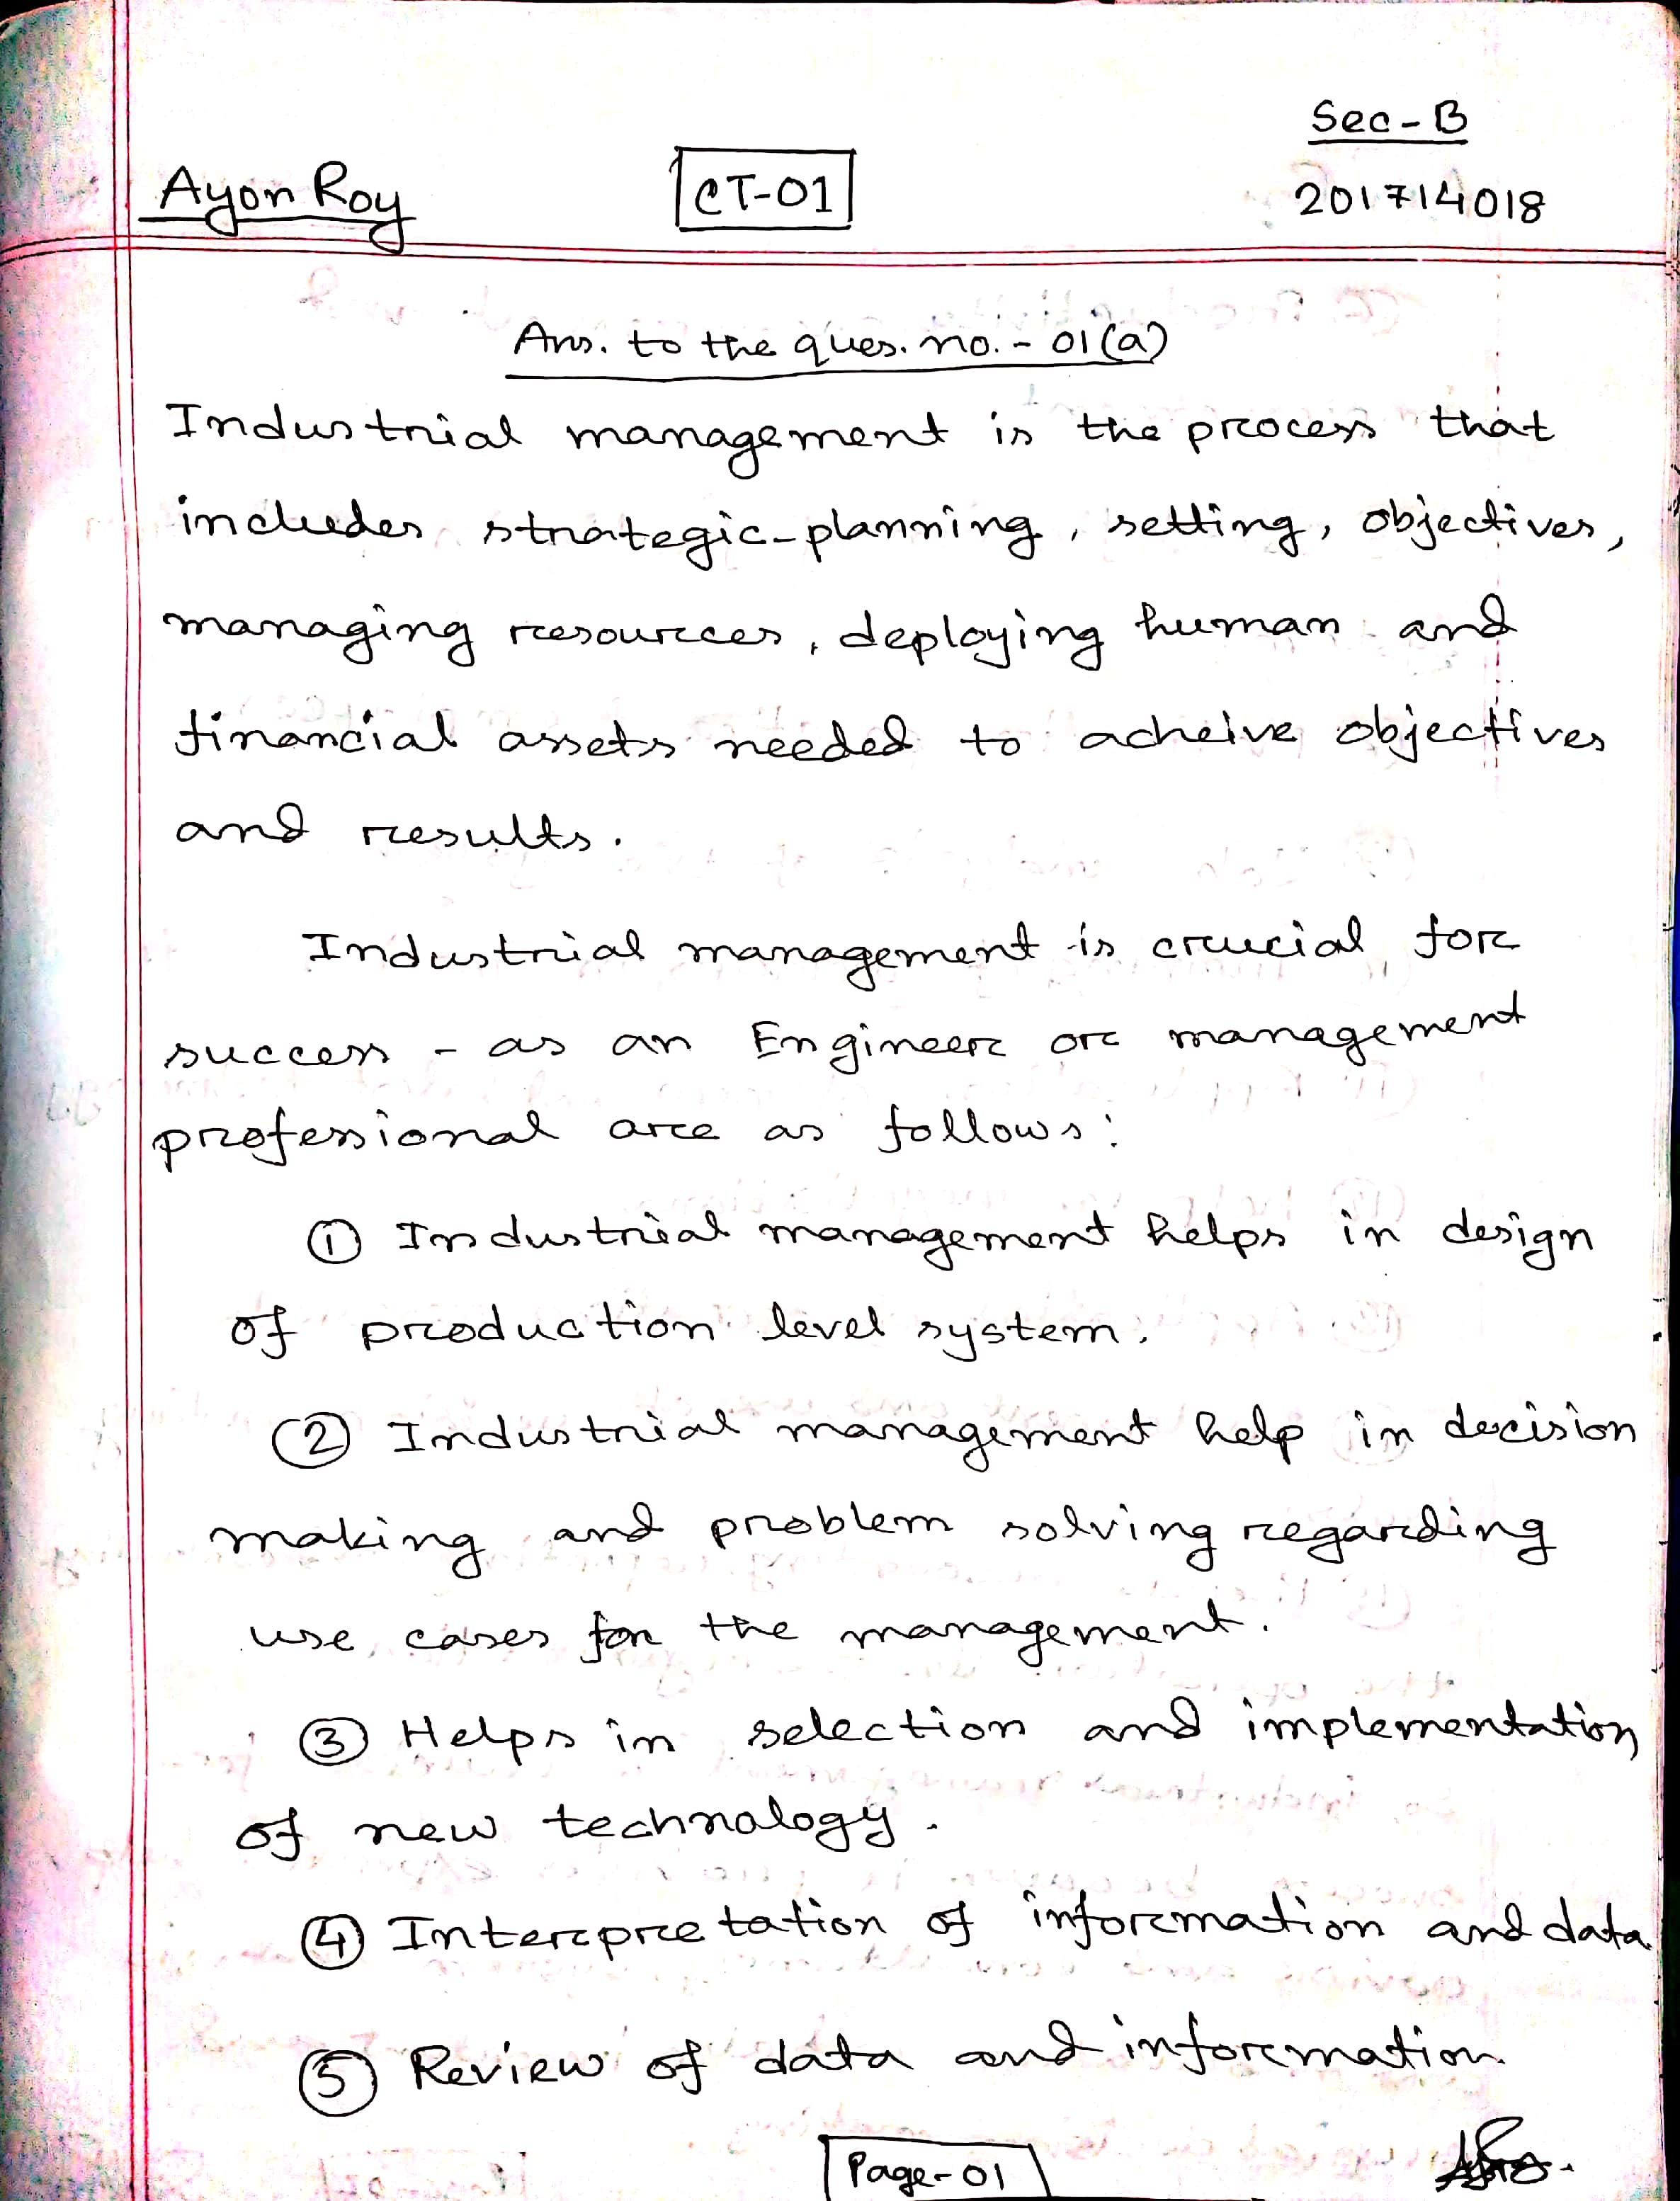 Sec-B
Ayon Roy
CT-01
201714018
Ans. to the ques. no. - 01(a)
Industrial management is the process that
includes strategic-planning, setting, objectives,
managing resources, deploying human and
financial assets needed to acheive objectives
and results.
Industrial management is crucial for
success - as an Engineer or management
professional are as follows:
① Industrial management helps in design
of production level system.
② Industrial management help in decision
making and problem solving regarding
use cases for the management.
③ Helps in selection and implementation
of new technology.
④ Interpretation of information and data
⑤ Review of data and information.
Page-01